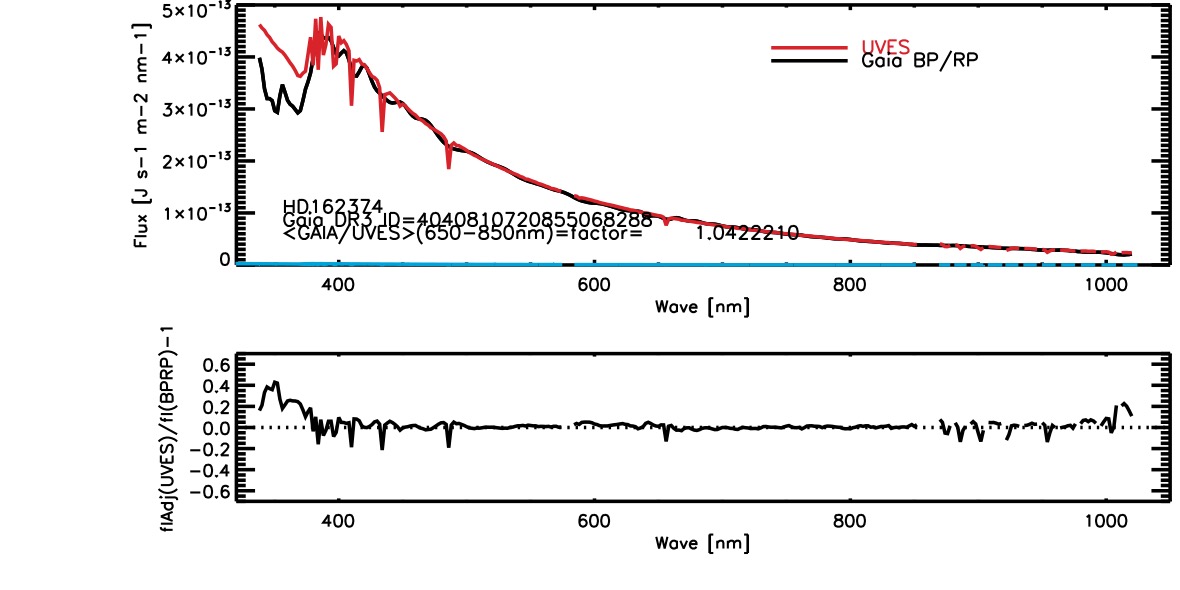 5×10⁻¹³
4×10⁻¹³
3×10⁻¹³
2×10⁻¹³
1×10⁻¹³
0
Flux [J s−1 m−2 nm−1]
UVES
Gaia BP/RP
HD162374
Gaia DR3 ID=4040810720855068288
<GAIA/UVES>(650−850nm)=factor= 1.0422210
400 600 800 1000
Wave [nm]
0.6
0.4
0.2
0.0
−0.2
−0.4
−0.6
flAdj(UVES)/fl(BPRP)−1
400 600 800 1000
Wave [nm]